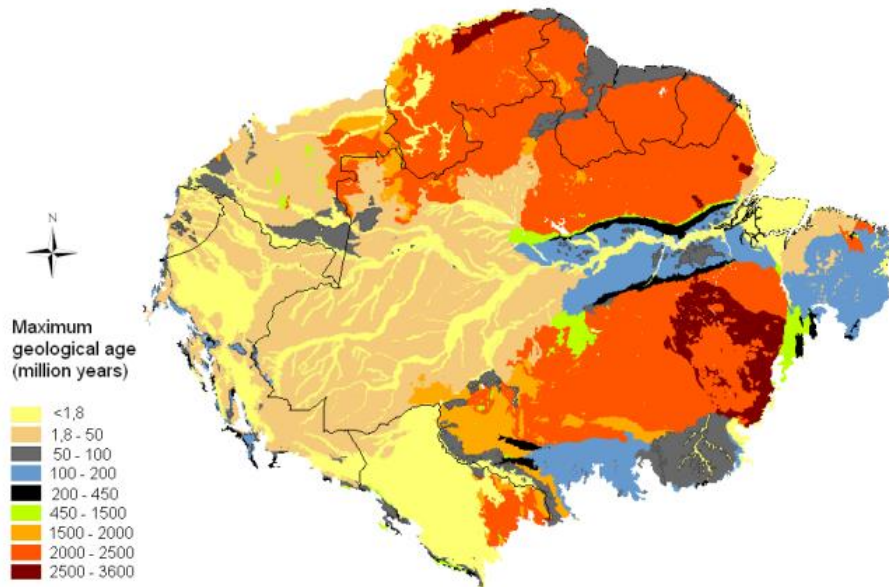 N
Maximum
geological age
(million years)
<1,8
1,8 - 50
50 - 100
100 - 200
200 - 450
450 - 1500
1500 - 2000
2000 - 2500
2500 - 3600